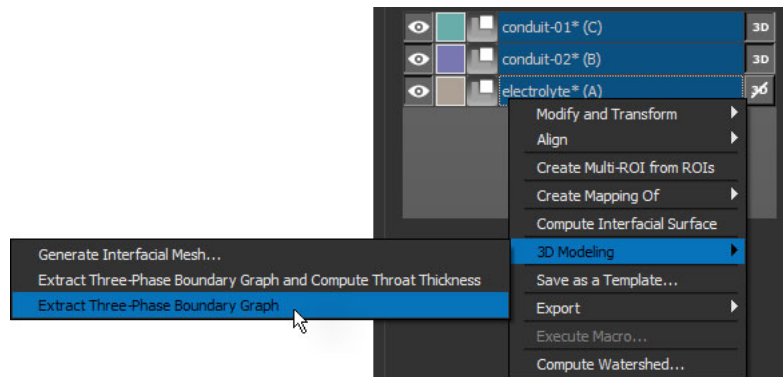 conduit-01* (C) 3D
conduit-02* (B) 3D
electrolyte* (A) 3D
Modify and Transform
Align
Create Multi-ROI from ROIs
Create Mapping Of
Compute Interfacial Surface
3D Modeling
Generate Interfacial Mesh...
Extract Three-Phase Boundary Graph and Compute Throat Thickness
Extract Three-Phase Boundary Graph
Save as a Template...
Export
Execute Macro...
Compute Watershed...